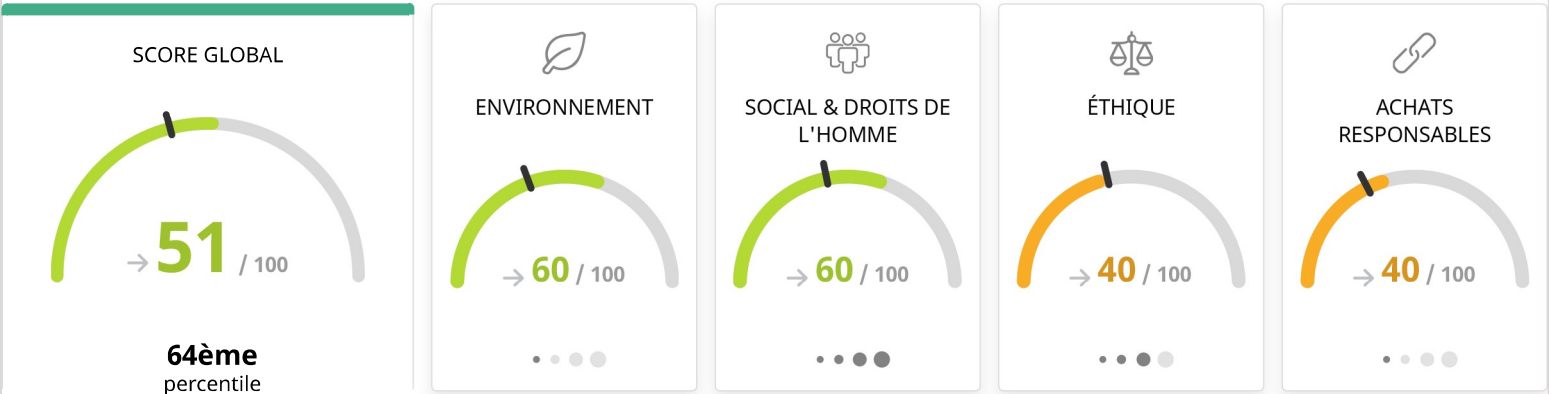 SCORE GLOBAL
→ 51 / 100
64ème
percentile
ENVIRONNEMENT
→ 60 / 100
SOCIAL & DROITS DE
L'HOMME
→ 60 / 100
ÉTHIQUE
→ 40 / 100
ACHATS
RESPONSABLES
→ 40 / 100